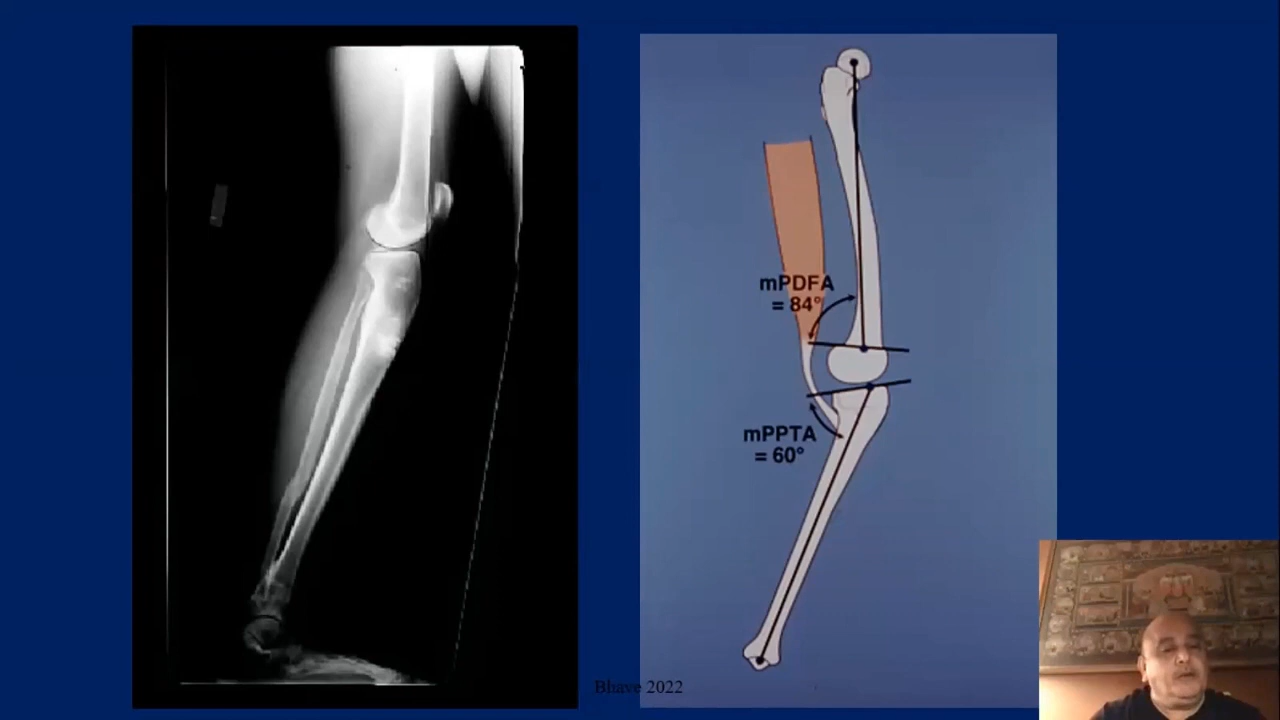 mPDFA
= 84°
mPPTA
= 60°
Bhave 2022